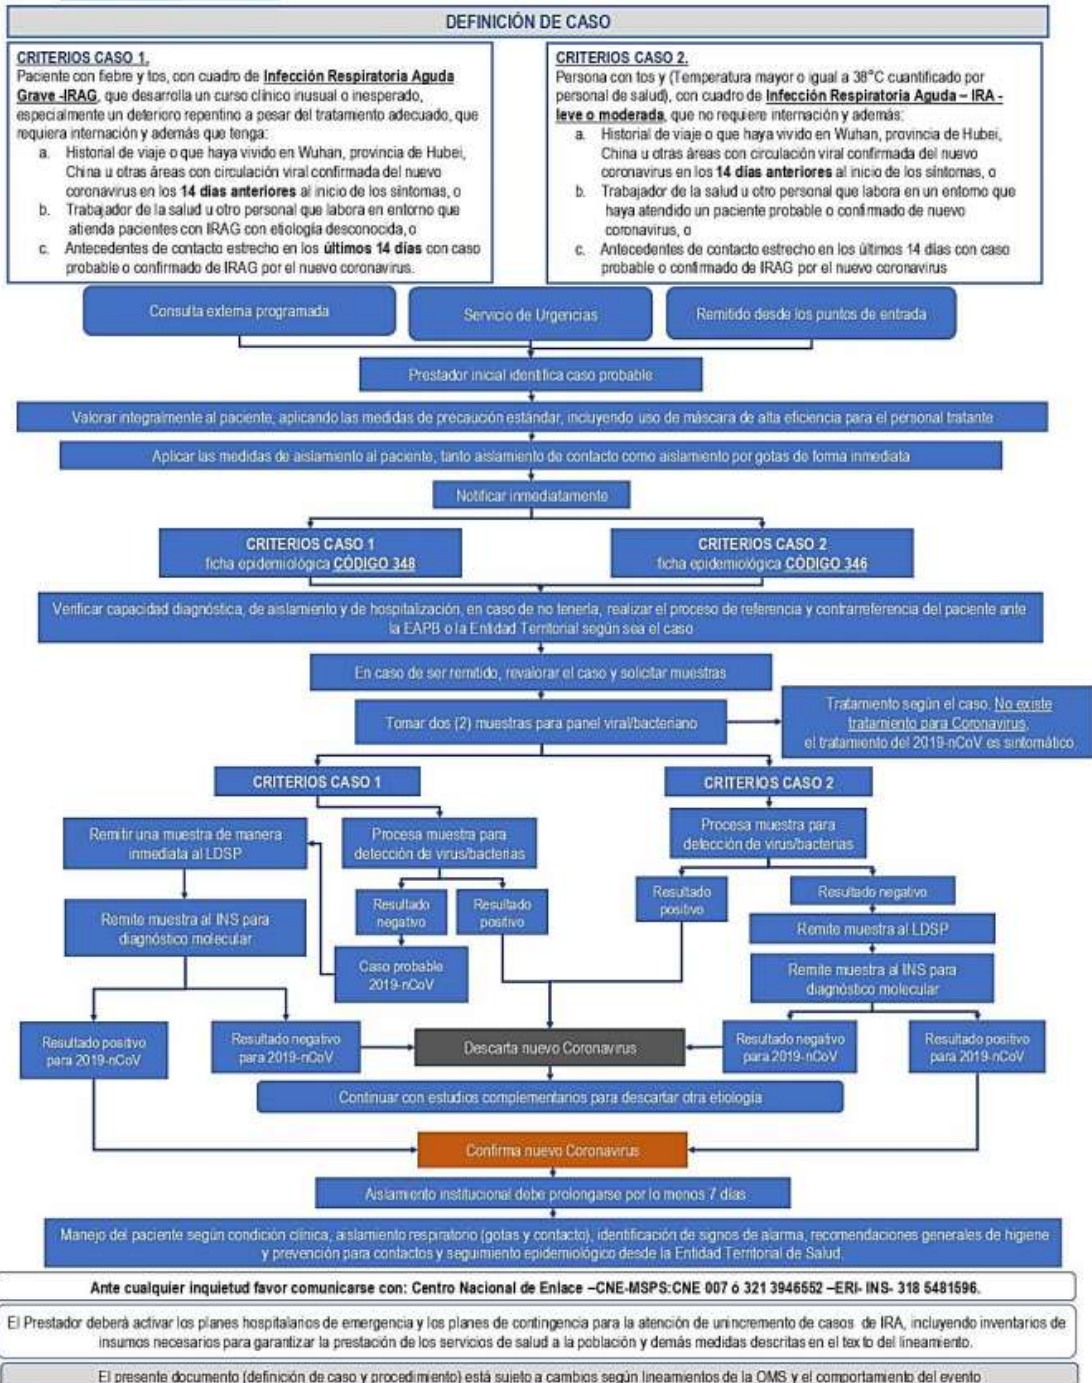 DEFINICIÓN DE CASO
CRITERIOS CASO 1.
Paciente con fiebre y tos, con cuadro de Infección Respiratoria Aguda
Grave -IRAG, que desarrolla un curso clínico inusual o inesperado,
especialmente un deterioro repentino a pesar del tratamiento adecuado, que
requiera internación y además que tenga:
a. Historial de viaje o que haya vivido en Wuhan, provincia de Hubei,
China u otras áreas con circulación viral confirmada del nuevo
coronavirus en los 14 días anteriores al inicio de los síntomas, o
b. Trabajador de la salud u otro personal que labora en entorno que
atienda pacientes con IRAG con etiología desconocida, o
c. Antecedentes de contacto estrecho en los últimos 14 días con caso
probable o confirmado de IRAG por el nuevo coronavirus.
CRITERIOS CASO 2.
Persona con tos y (Temperatura mayor o igual a 38°C cuantificado por
personal de salud), con cuadro de Infección Respiratoria Aguda – IRA -
leve o moderada, que no requiere internación y además:
a. Historial de viaje o que haya vivido en Wuhan, provincia de Hubei,
China u otras áreas con circulación viral confirmada del nuevo
coronavirus en los 14 días anteriores al inicio de los síntomas, o
b. Trabajador de la salud u otro personal que labora en un entorno que
haya atendido un paciente probable o confirmado de nuevo
coronavirus, o
c. Antecedentes de contacto estrecho en los últimos 14 días con caso
probable o confirmado de IRAG por el nuevo coronavirus
Consulta externa programada
Servicio de Urgencias
Remitido desde los puntos de entrada
Prestador inicial identifica caso probable
Valorar integralmente al paciente, aplicando las medidas de precaución estándar, incluyendo uso de máscara de alta eficiencia para el personal tratante
Aplicar las medidas de aislamiento al paciente, tanto aislamiento de contacto como aislamiento por gotas de forma inmediata
Notificar inmediatamente
CRITERIOS CASO 1
ficha epidemiológica CÓDIGO 348
CRITERIOS CASO 2
ficha epidemiológica CÓDIGO 346
Verificar capacidad diagnóstica, de aislamiento y de hospitalización, en caso de no tenerla, realizar el proceso de referencia y contrarreferencia del paciente ante
la EAPB o la Entidad Territorial según sea el caso
En caso de ser remitido, revalorar el caso y solicitar muestras
Tomar dos (2) muestras para panel viral/bacteriano
Tratamiento según el caso. No existe
tratamiento para Coronavirus,
el tratamiento del 2019-nCoV es sintomático
CRITERIOS CASO 1
CRITERIOS CASO 2
Remitir una muestra de manera
inmediata al LDSP
Procesa muestra para
detección de virus/bacterias
Procesa muestra para
detección de virus/bacterias
Resultado
negativo
Resultado
positivo
Resultado
positivo
Resultado negativo
Remite muestra al INS para
diagnóstico molecular
Remite muestra al LDSP
Caso probable
2019-nCoV
Remite muestra al INS para
diagnóstico molecular
Resultado positivo
para 2019-nCoV
Resultado negativo
para 2019-nCoV
Descarta nuevo Coronavirus
Resultado negativo
para 2019-nCoV
Resultado positivo
para 2019-nCoV
Continuar con estudios complementarios para descartar otra etiología
Confirma nuevo Coronavirus
Aislamiento institucional debe prolongarse por lo menos 7 días
Manejo del paciente según condición clínica, aislamiento respiratorio (gotas y contacto), identificación de signos de alarma, recomendaciones generales de higiene
y prevención para contactos y seguimiento epidemiológico desde la Entidad Territorial de Salud.
Ante cualquier inquietud favor comunicarse con: Centro Nacional de Enlace –CNE-MSPS:CNE 007 ó 321 3946552 –ERI- INS- 318 5481596.
El Prestador deberá activar los planes hospitalarios de emergencia y los planes de contingencia para la atención de un incremento de casos de IRA, incluyendo inventarios de
insumos necesarios para garantizar la prestación de los servicios de salud a la población y demás medidas descritas en el texto del lineamiento.
El presente documento (definición de caso y procedimiento) está sujeto a cambios según lineamientos de la OMS y el comportamiento del evento